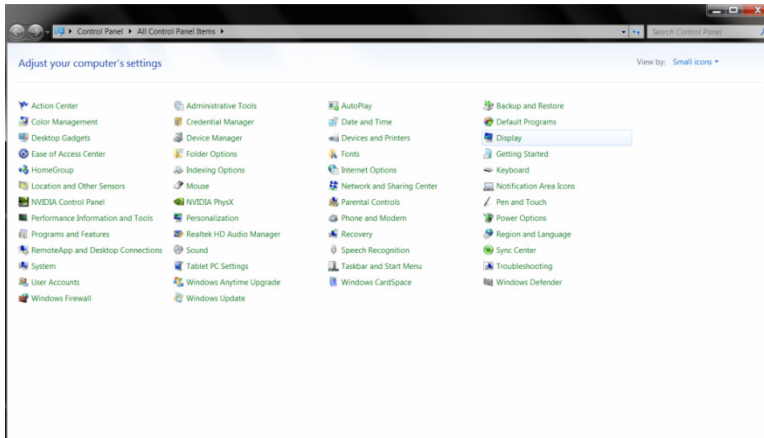 Control Panel All Control Panel Items
Search Control Panel
Adjust your computer's settings
View by: Small icons
Action Center Administrative Tools AutoPlay Backup and Restore
Color Management Credential Manager Date and Time Default Programs
Desktop Gadgets Device Manager Devices and Printers Display
Ease of Access Center Folder Options Fonts Getting Started
HomeGroup Indexing Options Internet Options Keyboard
Location and Other Sensors Mouse Network and Sharing Center Notification Area Icons
NVIDIA Control Panel NVIDIA PhysX Parental Controls Pen and Touch
Performance Information and Tools Personalization Phone and Modem Power Options
Programs and Features Realtek HD Audio Manager Recovery Region and Language
RemoteApp and Desktop Connections Sound Speech Recognition Sync Center
System Tablet PC Settings Taskbar and Start Menu Troubleshooting
User Accounts Windows Anytime Upgrade Windows CardSpace Windows Defender
Windows Firewall Windows Update